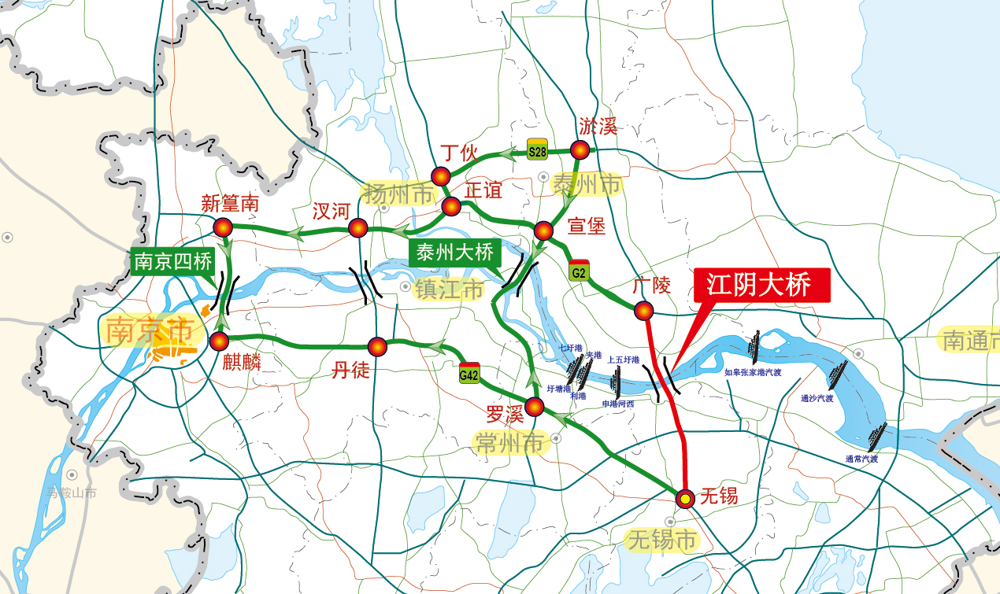 淤溪
丁伙
S28
扬州市
正谊
泰州市
新篁南
汊河
宣堡
南京四桥
泰州大桥
G2
江阴大桥
镇江市
广陵
南京市
南通市
麒麟
丹徒
七圩港
夹港
上五圩港
如皋张家港汽渡
G42
圩塘港
利港
申港河西
通沙汽渡
罗溪
常州市
通常汽渡
马鞍山市
无锡
无锡市